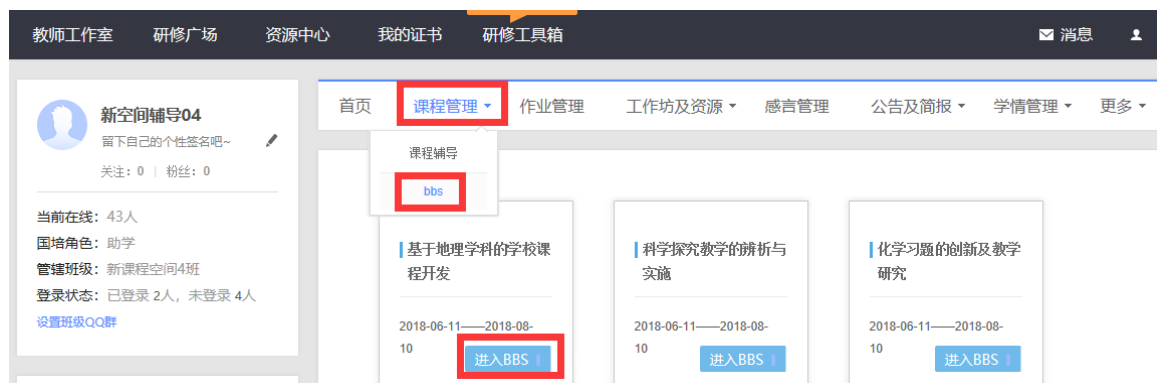 教师工作室 研修广场 资源中心 我的证书 研修工具箱 消息
新空间辅导04
留下自己的个性签名吧~
关注：0 | 粉丝：0
当前在线：43人
国培角色：助学
管辖班级：新课程空间4班
登录状态：已登录 2人，未登录 4人
设置班级QQ群
首页 课程管理 作业管理 工作坊及资源 感言管理 公告及简报 学情管理 更多
课程辅导
bbs
基于地理学科的学校课
程开发
2018-06-11——2018-08-
10
进入BBS
科学探究教学的辨析与
实施
2018-06-11——2018-08-
10
进入BBS
化学习题的创新及教学
研究
2018-06-11——2018-08-
10
进入BBS